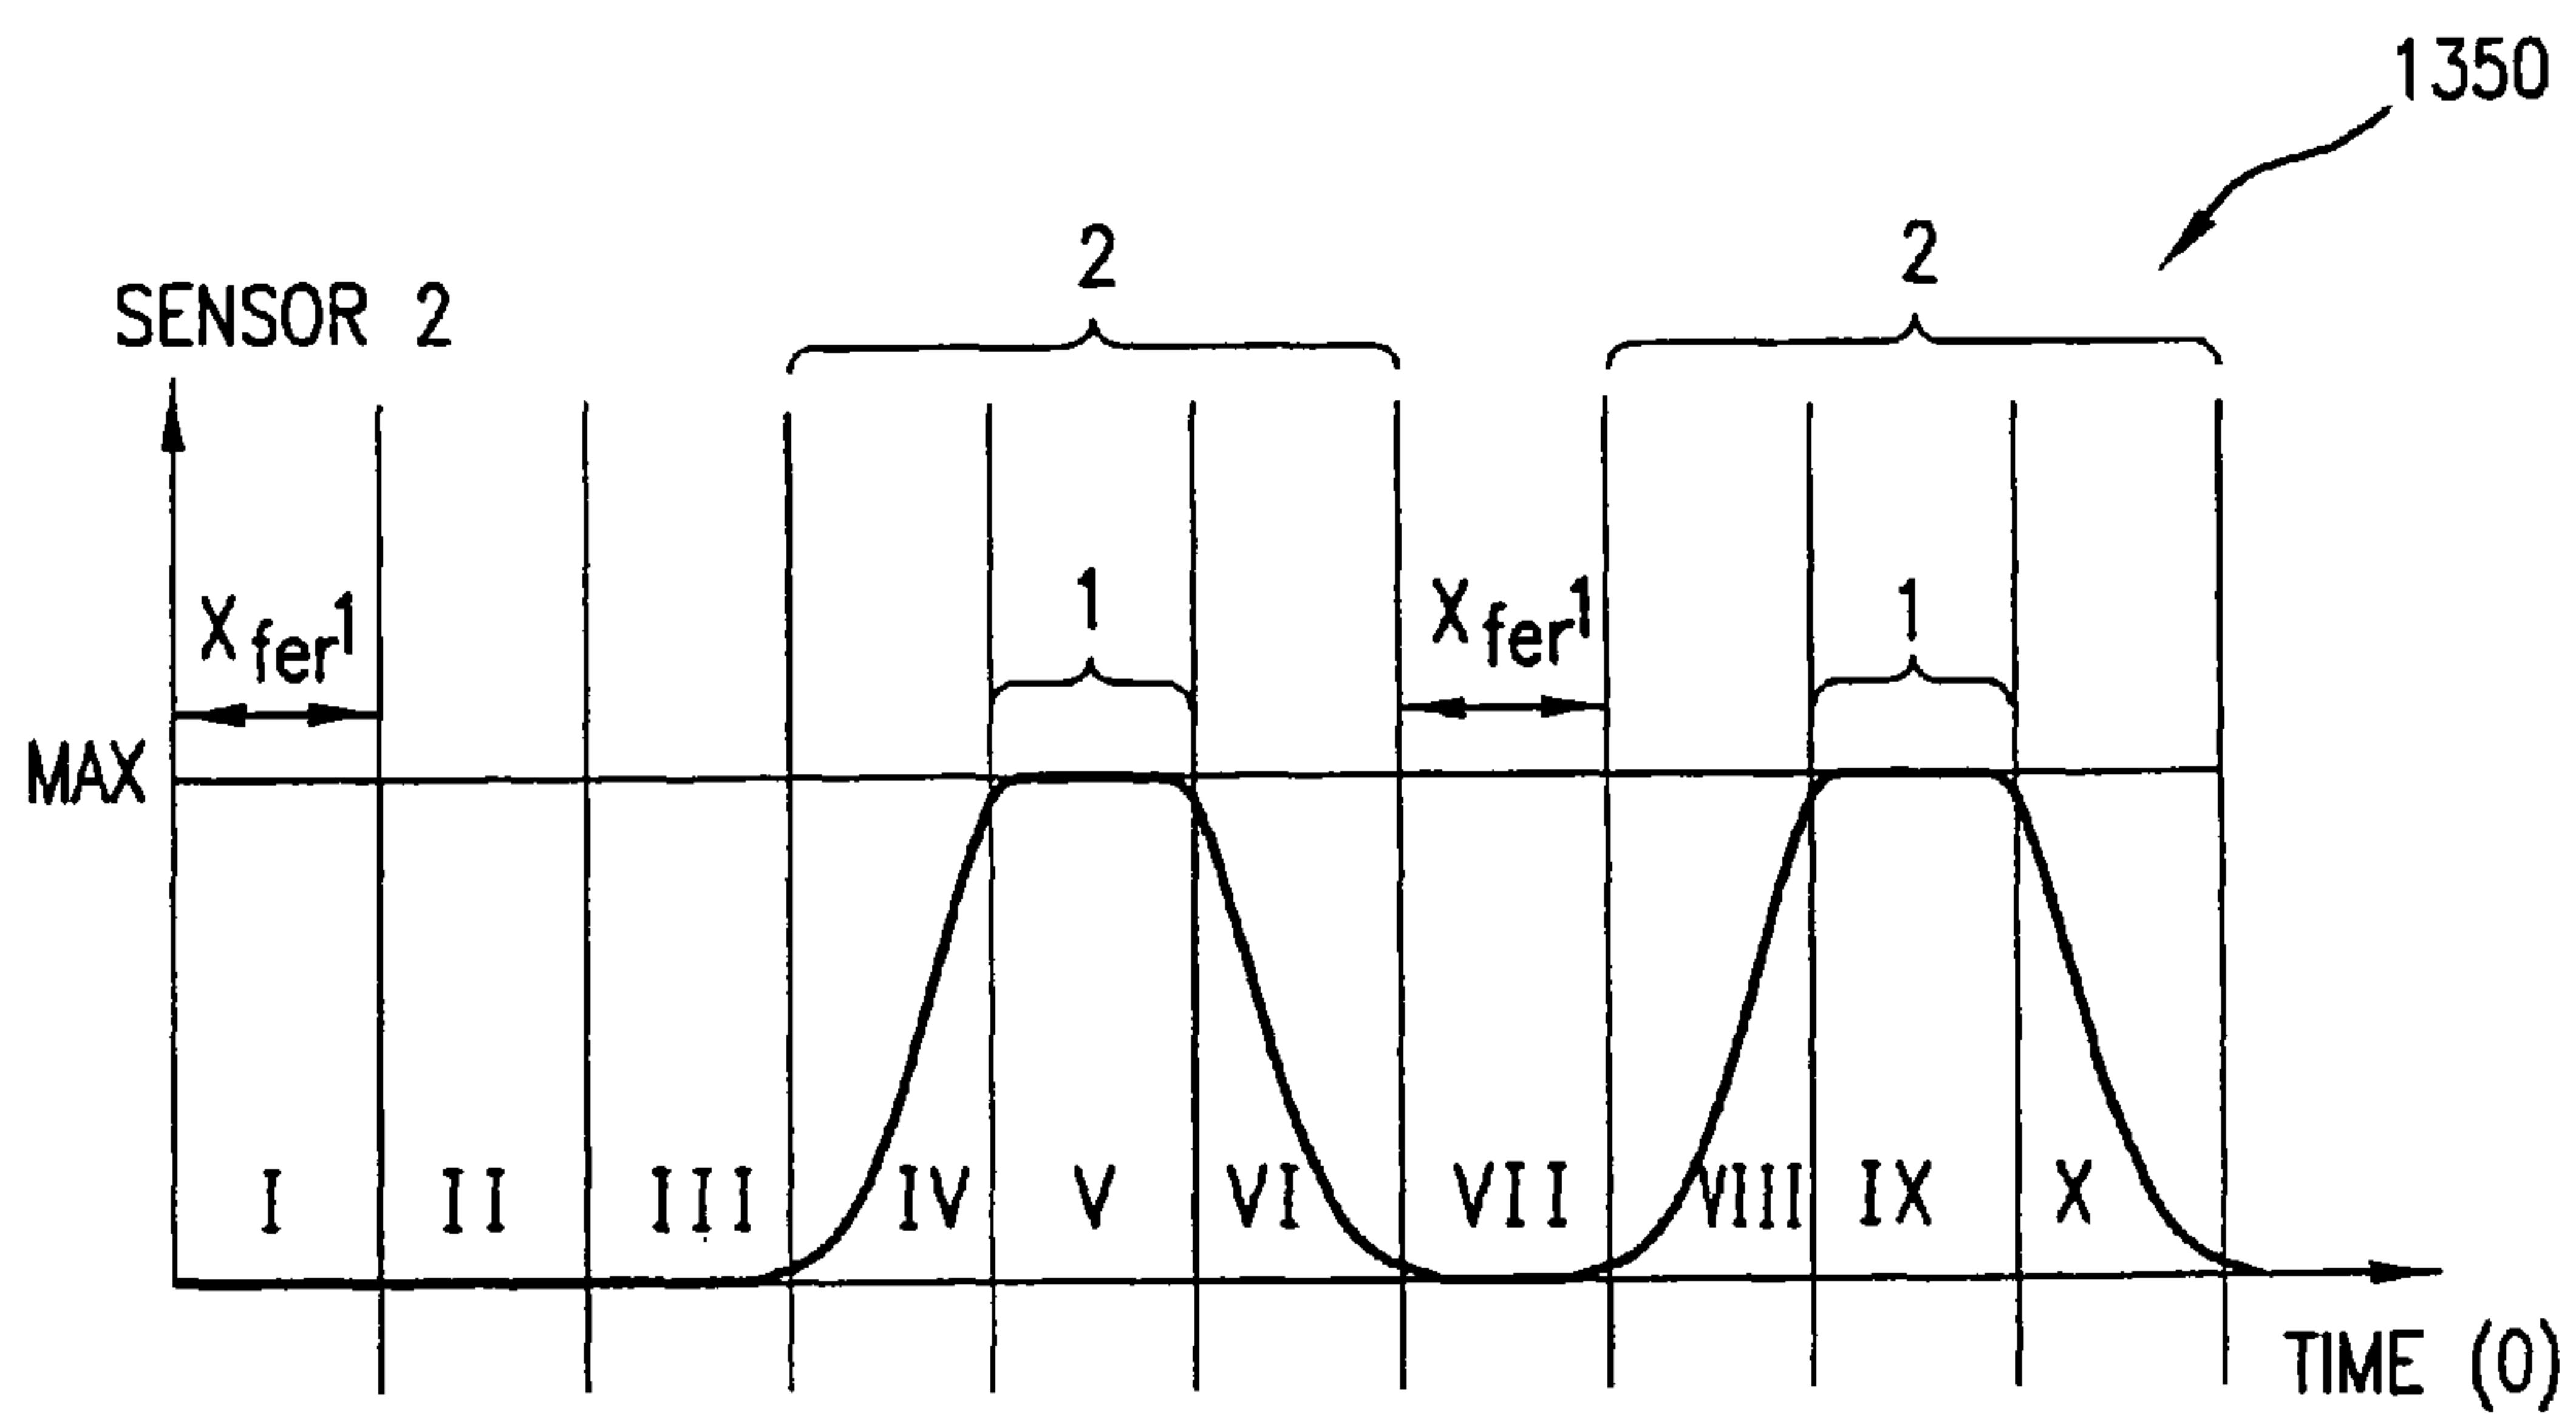 1350
2 2
SENSOR 2
1 1
Xfer1 Xfer1
MAX
I II III IV V VI VII VIII IX X
TIME (0)